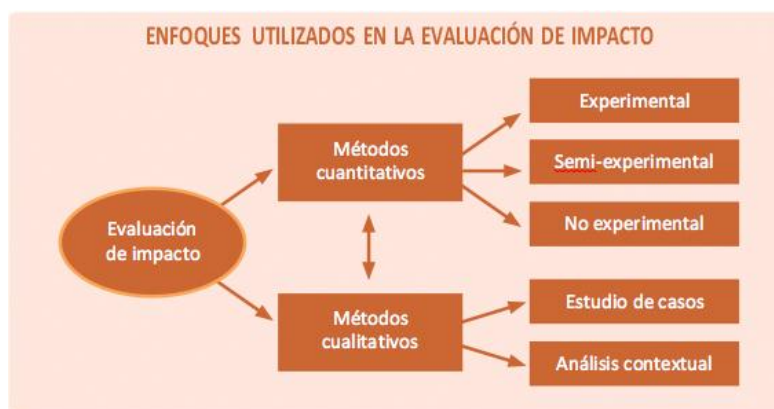 ENFOQUES UTILIZADOS EN LA EVALUACIÓN DE IMPACTO
Evaluación
de impacto
Métodos
cuantitativos
Experimental
Semi-experimental
No experimental
Métodos
cualitativos
Estudio de casos
Análisis contextual